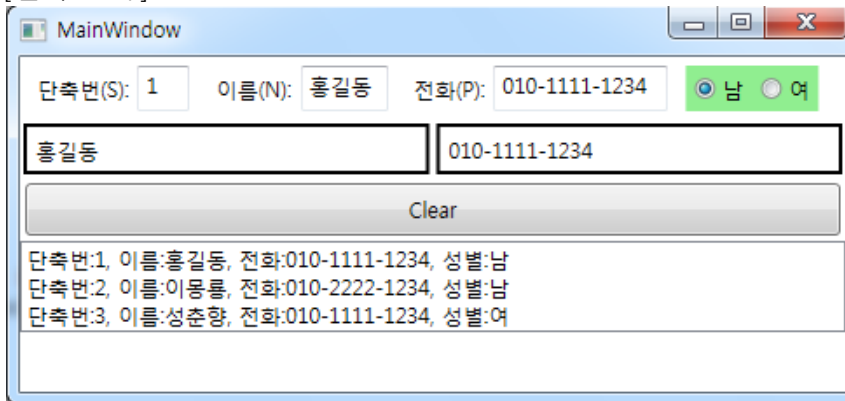 MainWindow
단축번(S): 1 이름(N): 홍길동 전화(P): 010-1111-1234 남 여
홍길동 010-1111-1234
Clear
단축번:1, 이름:홍길동, 전화:010-1111-1234, 성별:남
단축번:2, 이름:이몽룡, 전화:010-2222-1234, 성별:남
단축번:3, 이름:성춘향, 전화:010-1111-1234, 성별:여